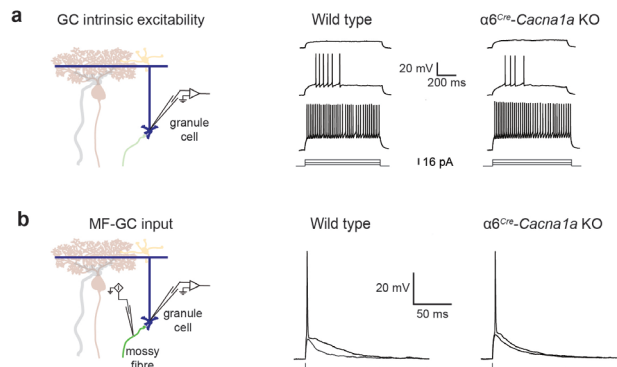 a
GC intrinsic excitability
Wild type
α6Cre-Cacna1a KO
20 mV
200 ms
granule
cell
16 pA
b
MF-GC input
Wild type
α6Cre-Cacna1a KO
20 mV
50 ms
granule
cell
mossy
fibre